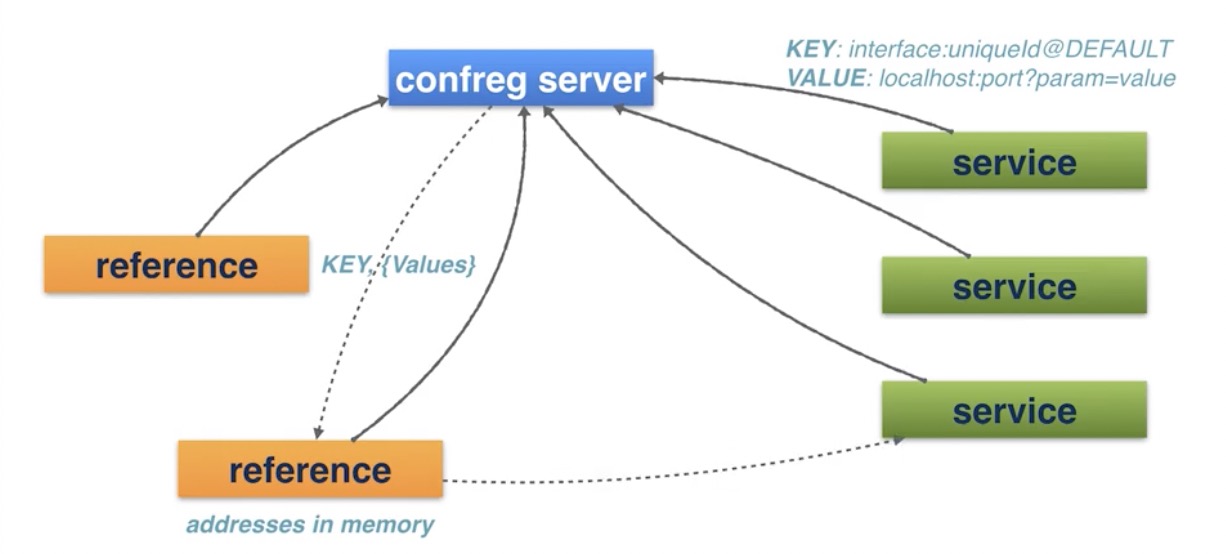 KEY: interface:uniqueId@DEFAULT
VALUE: localhost:port?param=value
confreg server
service
reference
KEY, {Values}
service
service
reference
addresses in memory